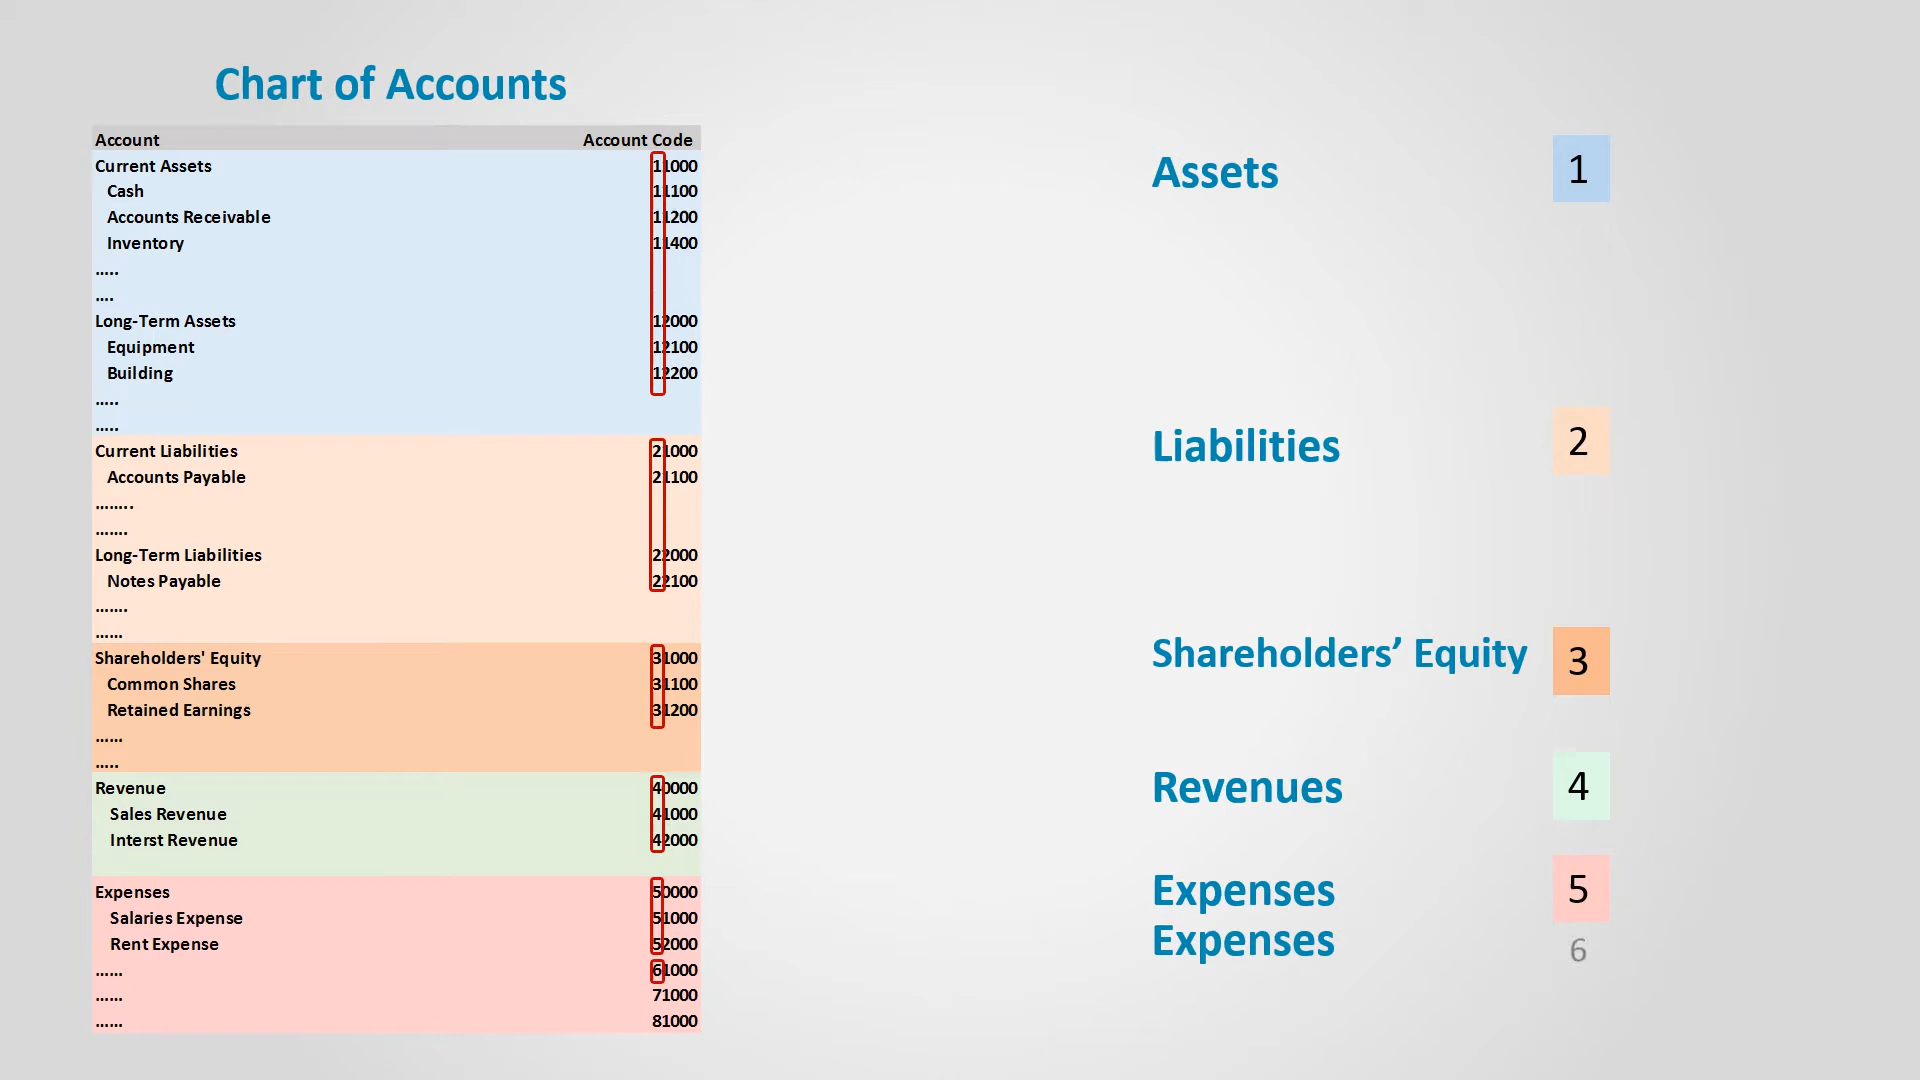 Chart of Accounts
Account Account Code
Current Assets 11000
Cash 11100
Accounts Receivable 11200
Inventory 11400
.....
....
Long-Term Assets 12000
Equipment 12100
Building 12200
.....
.....
Current Liabilities 21000
Accounts Payable 21100
........
.......
Long-Term Liabilities 22000
Notes Payable 22100
.......
......
Shareholders' Equity 31000
Common Shares 31100
Retained Earnings 31200
......
.....
Revenue 40000
Sales Revenue 41000
Interst Revenue 42000
Expenses 50000
Salaries Expense 51000
Rent Expense 52000
...... 61000
...... 71000
...... 81000
Assets 1
Liabilities 2
Shareholders’ Equity 3
Revenues 4
Expenses 5
Expenses 6